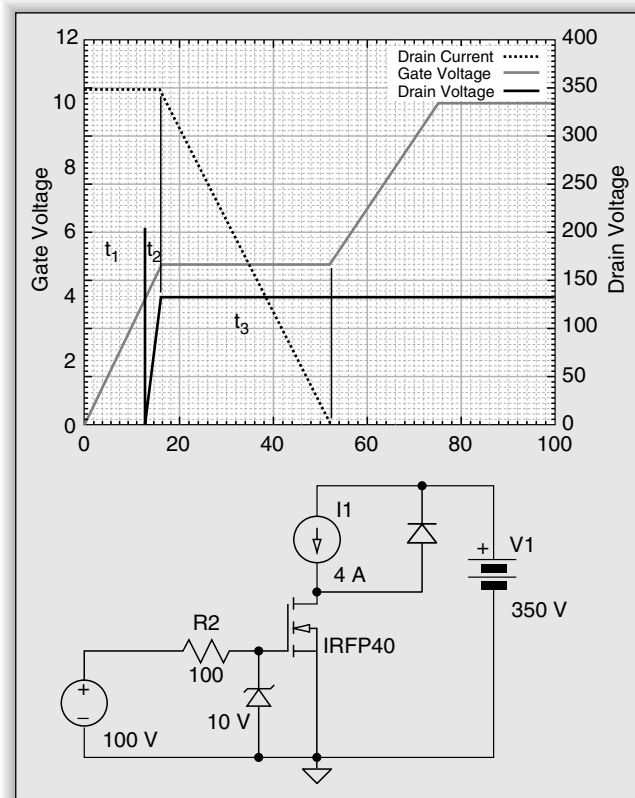 12
10
8
6
4
2
0
Gate Voltage
400
350
300
250
200
150
100
50
0
Drain Voltage
Drain Current
Gate Voltage
Drain Voltage
t1
t2
t3
0
20
40
60
80
100
I1
4 A
+
V1
350 V
R2
100
IRFP40
10 V
+
−
100 V